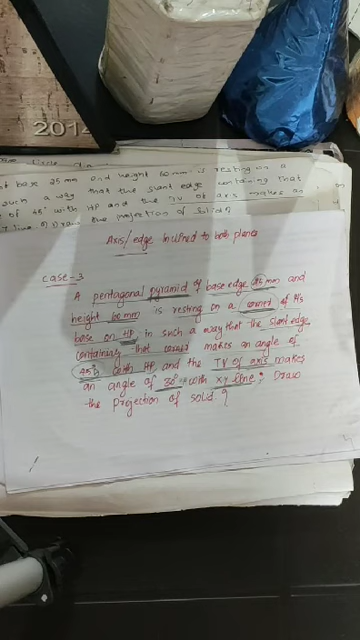 2014
of base 25 mm and height 60 mm is resting on a
such a way that the slant edge containing that
of 45° with HP and the TV of axis makes an
Draw the projection of solid?
Axis/edge inclined to both planes
case-3
A pentagonal pyramid of base edge 25 mm and
height 60 mm is resting on a corner of its
base on HP in such a way that the slant edge
containing that corner makes an angle of
45° with HP and the TV of axis makes
an angle of 30° with xy line? Draw
the projection of solid?